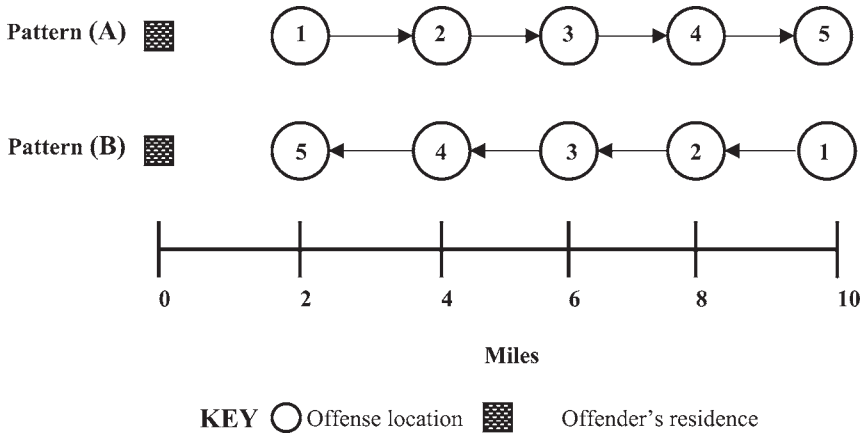 Pattern (A) 1 2 3 4 5
Pattern (B) 5 4 3 2 1
0 2 4 6 8 10
Miles
KEY Offense location Offender's residence